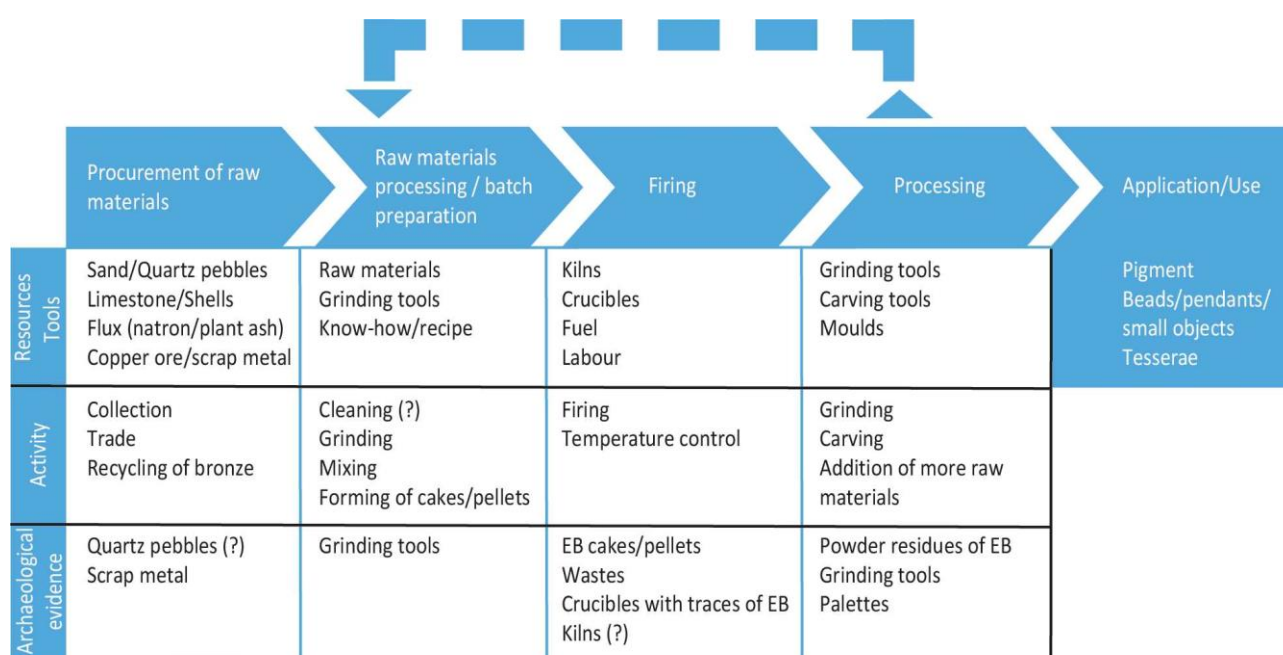 Procurement of raw
materials
Raw materials
processing / batch
preparation
Firing
Processing
Application/Use
Resources
Tools
Sand/Quartz pebbles
Limestone/Shells
Flux (natron/plant ash)
Copper ore/scrap metal
Raw materials
Grinding tools
Know-how/recipe
Kilns
Crucibles
Fuel
Labour
Grinding tools
Carving tools
Moulds
Pigment
Beads/pendants/
small objects
Tesserae
Activity
Collection
Trade
Recycling of bronze
Cleaning (?)
Grinding
Mixing
Forming of cakes/pellets
Firing
Temperature control
Grinding
Carving
Addition of more raw
materials
Archaeological
evidence
Quartz pebbles (?)
Scrap metal
Grinding tools
EB cakes/pellets
Wastes
Crucibles with traces of EB
Kilns (?)
Powder residues of EB
Grinding tools
Palettes